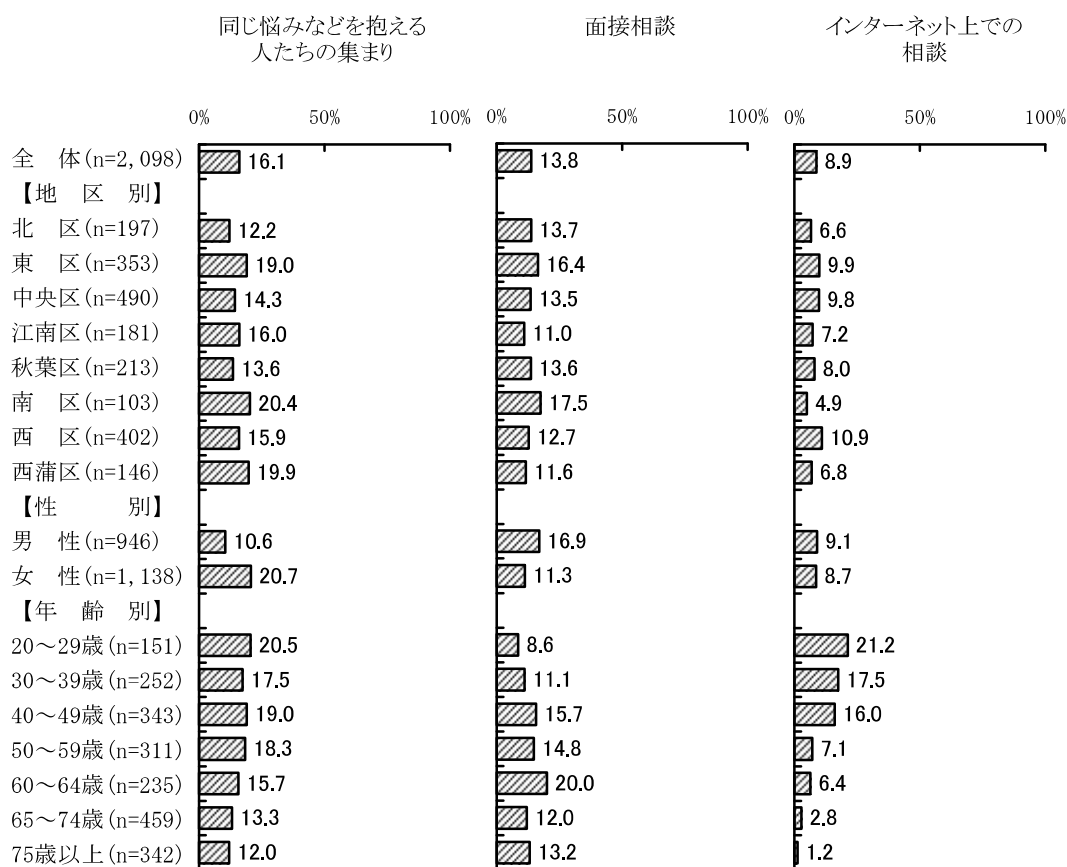 同じ悩みなどを抱える
人たちの集まり
面接相談
インターネット上での
相談
0% 50% 100% 0% 50% 100% 0% 50% 100%
全 体(n=2,098) 16.1 13.8 8.9
【地 区 別】
北 区(n=197) 12.2 13.7 6.6
東 区(n=353) 19.0 16.4 9.9
中央区(n=490) 14.3 13.5 9.8
江南区(n=181) 16.0 11.0 7.2
秋葉区(n=213) 13.6 13.6 8.0
南 区(n=103) 20.4 17.5 4.9
西 区(n=402) 15.9 12.7 10.9
西蒲区(n=146) 19.9 11.6 6.8
【性 別】
男 性(n=946) 10.6 16.9 9.1
女 性(n=1,138) 20.7 11.3 8.7
【年 齢 別】
20～29歳(n=151) 20.5 8.6 21.2
30～39歳(n=252) 17.5 11.1 17.5
40～49歳(n=343) 19.0 15.7 16.0
50～59歳(n=311) 18.3 14.8 7.1
60～64歳(n=235) 15.7 20.0 6.4
65～74歳(n=459) 13.3 12.0 2.8
75歳以上(n=342) 12.0 13.2 1.2